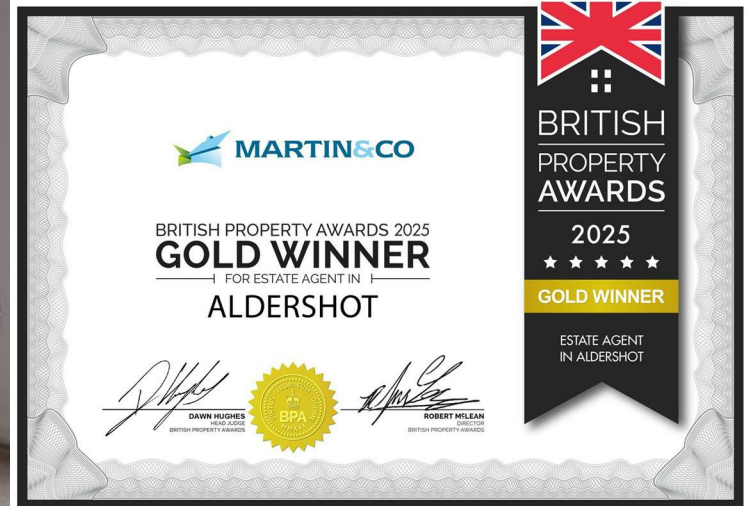 MARTIN&CO
BRITISH PROPERTY AWARDS 2025
GOLD WINNER
FOR ESTATE AGENT IN
ALDERSHOT
DAWN HUGHES
HEAD JUDGE
BRITISH PROPERTY AWARDS
BPA
ROBERT McLEAN
DIRECTOR
BRITISH PROPERTY AWARDS
BRITISH
PROPERTY
AWARDS
2025
GOLD WINNER
ESTATE AGENT
IN ALDERSHOT